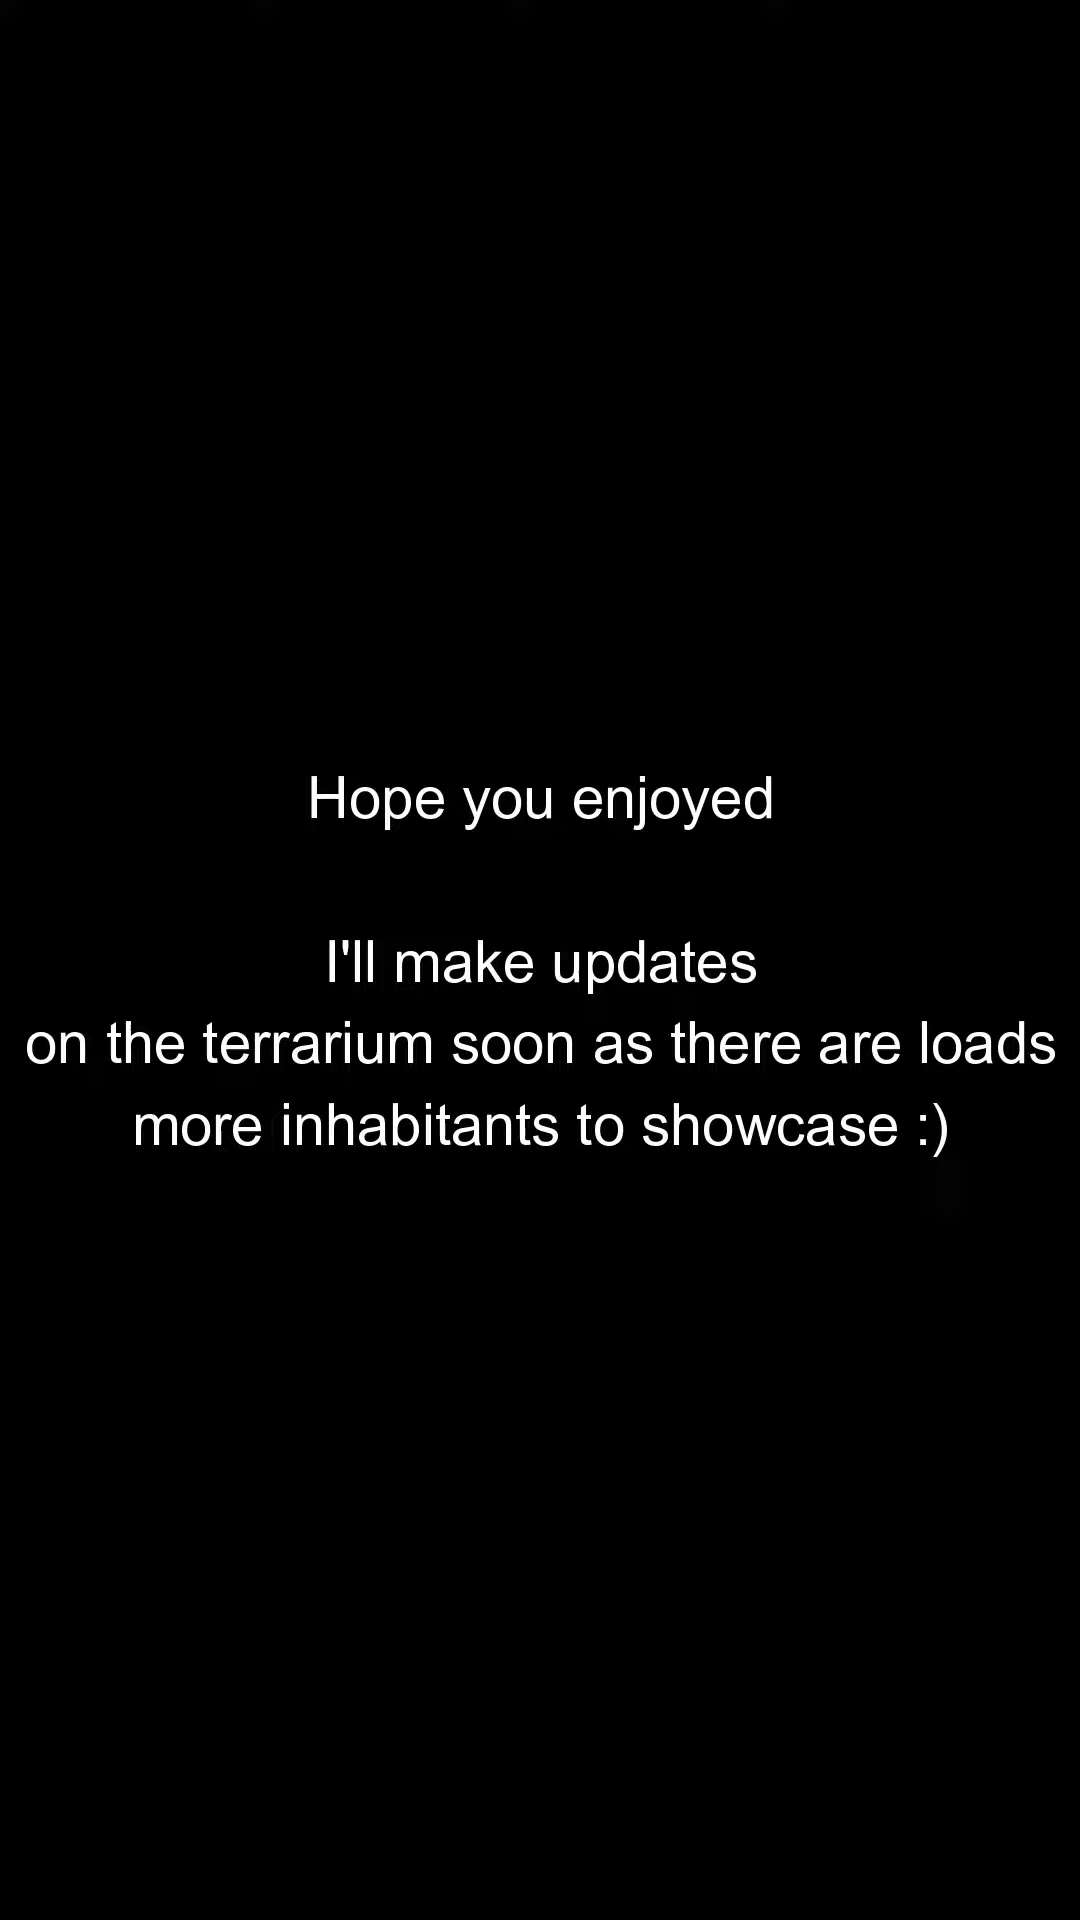 Hope you enjoyed
I'll make updates
on the terrarium soon as there are loads
more inhabitants to showcase :)